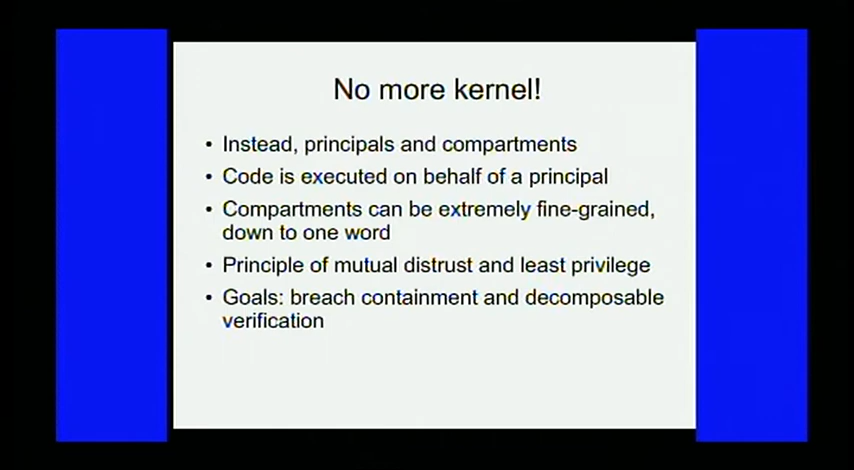 No more kernel!
• Instead, principals and compartments
• Code is executed on behalf of a principal
• Compartments can be extremely fine-grained,
down to one word
• Principle of mutual distrust and least privilege
• Goals: breach containment and decomposable
verification